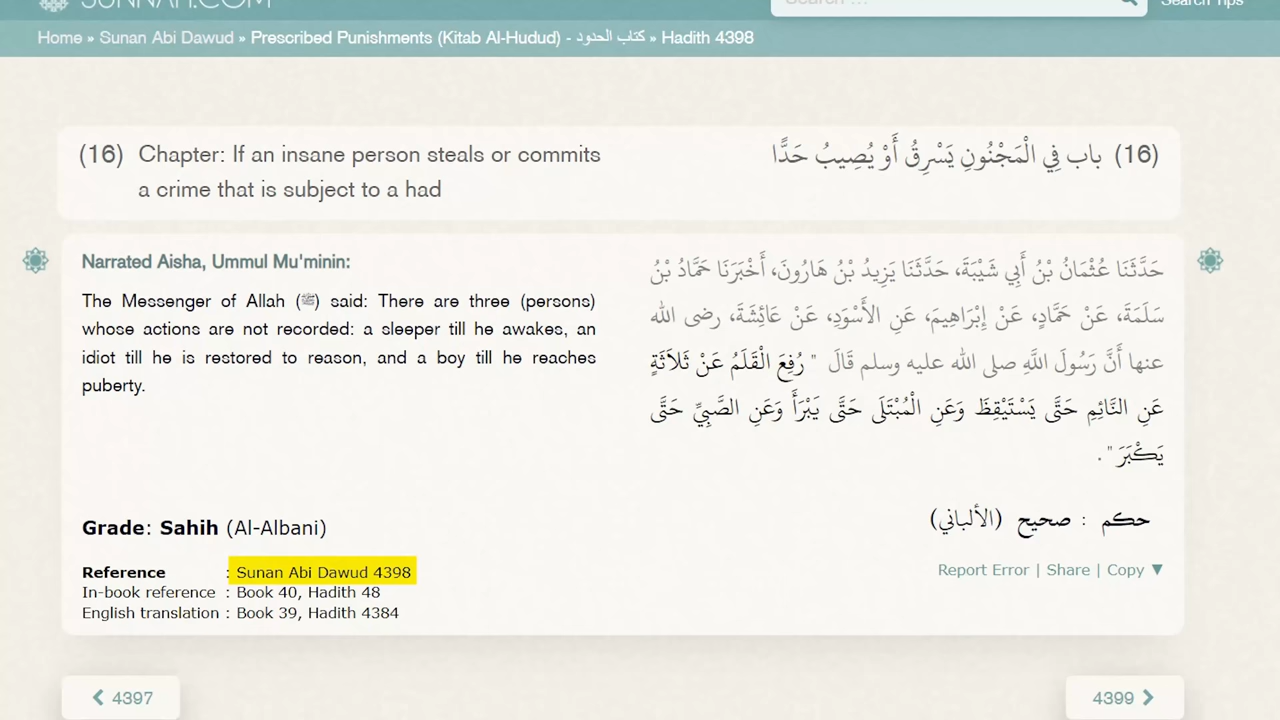 SUNNAH.COM
Search ...
Search Tips
Home » Sunan Abi Dawud » Prescribed Punishments (Kitab Al-Hudud) - كتاب الحدود » Hadith 4398
(16) Chapter: If an insane person steals or commits
a crime that is subject to a had
(16) باب فِي الْمَجْنُونِ يَسْرِقُ أَوْ يُصِيبُ حَدًّا
Narrated Aisha, Ummul Mu'minin:
The Messenger of Allah (ﷺ) said: There are three (persons)
whose actions are not recorded: a sleeper till he awakes, an
idiot till he is restored to reason, and a boy till he reaches
puberty.
حَدَّثَنَا عُثْمَانُ بْنُ أَبِي شَيْبَةَ، حَدَّثَنَا يَزِيدُ بْنُ هَارُونَ، أَخْبَرَنَا حَمَّادُ بْنُ
سَلَمَةَ، عَنْ حَمَّادٍ، عَنْ إِبْرَاهِيمَ، عَنِ الأَسْوَدِ، عَنْ عَائِشَةَ، رضى الله
عنها أَنَّ رَسُولَ اللَّهِ صلى الله عليه وسلم قَالَ " رُفِعَ الْقَلَمُ عَنْ ثَلاَثَةٍ
عَنِ النَّائِمِ حَتَّى يَسْتَيْقِظَ وَعَنِ الْمُبْتَلَى حَتَّى يَبْرَأَ وَعَنِ الصَّبِيِّ حَتَّى
يَكْبَرَ " .
Grade: Sahih (Al-Albani)
حكم : صحيح (الألباني)
Reference : Sunan Abi Dawud 4398
In-book reference : Book 40, Hadith 48
English translation : Book 39, Hadith 4384
Report Error | Share | Copy ▼
4397
4399